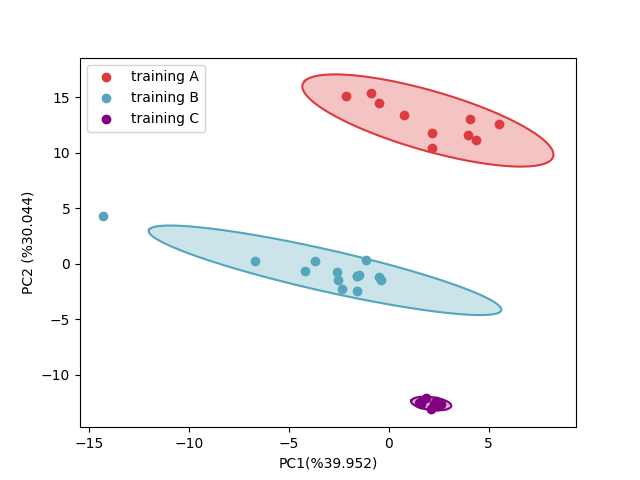 training A
training B
training C
15
10
5
0
−5
−10
PC2 (%30.044)
−15
−10
−5
0
5
PC1(%39.952)